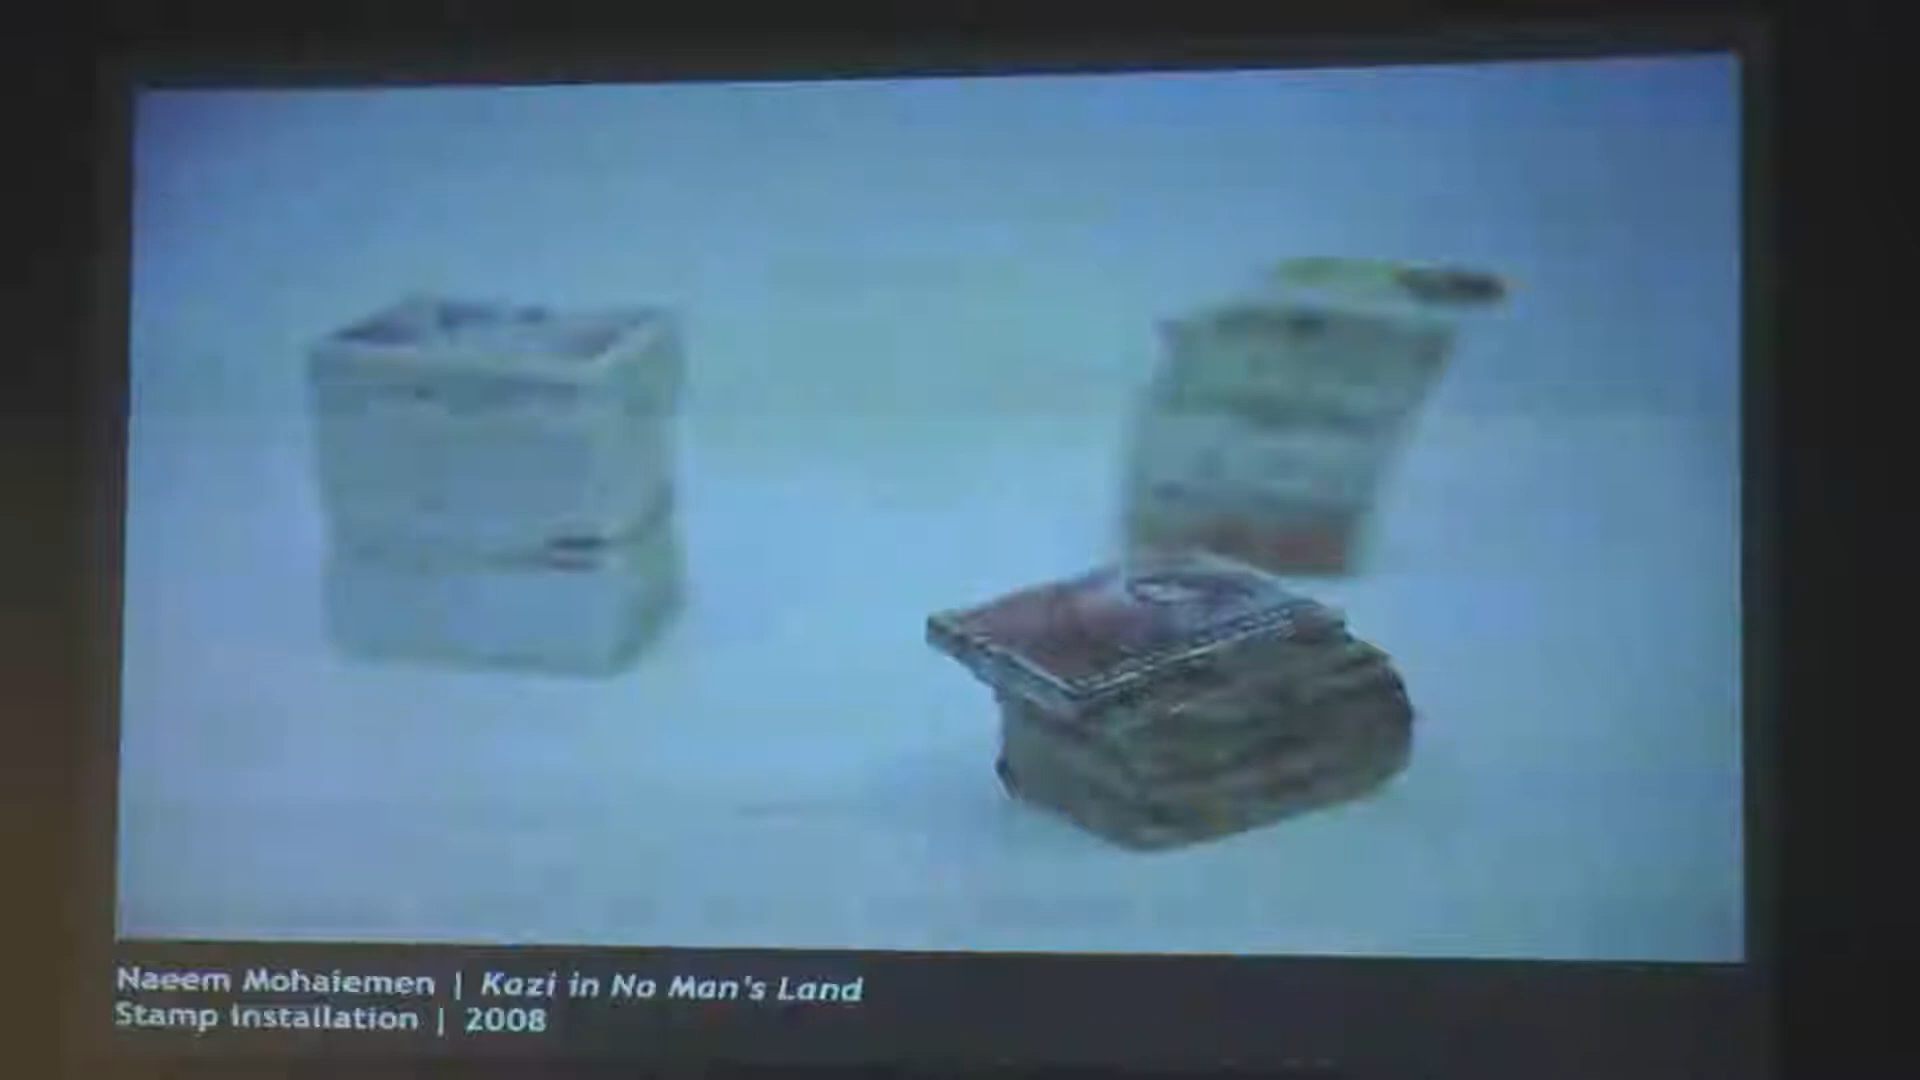 Naeem Mohaiemen | Kazi in No Man's Land
Stamp Installation | 2008